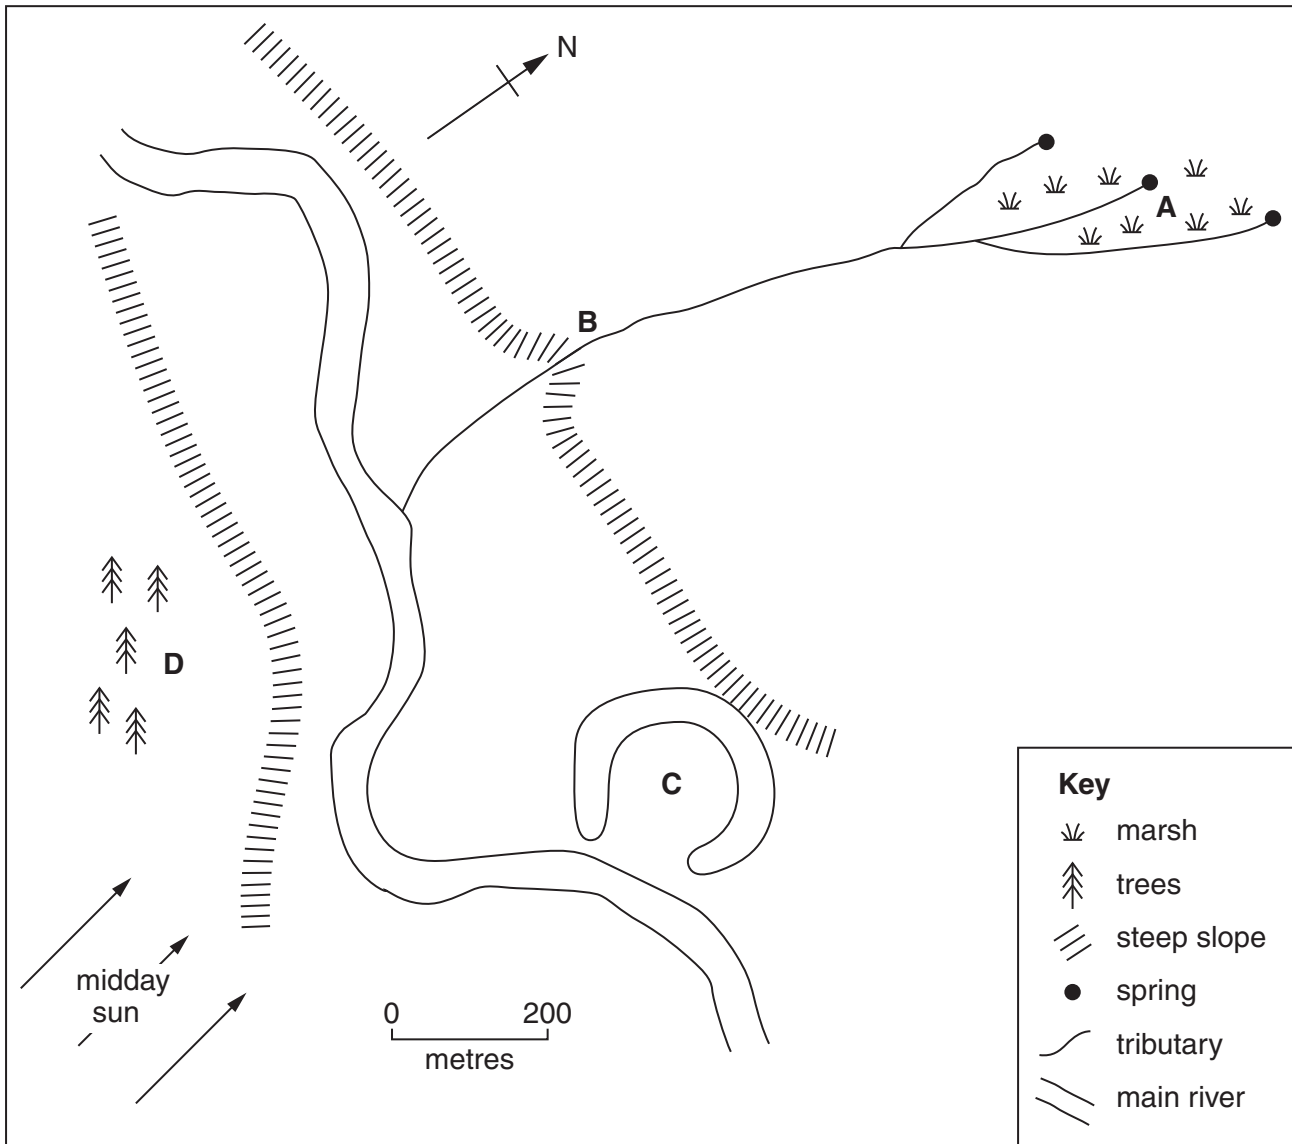 N
A
B
D
C
midday
sun
0 200
metres
Key
marsh
trees
steep slope
spring
tributary
main river